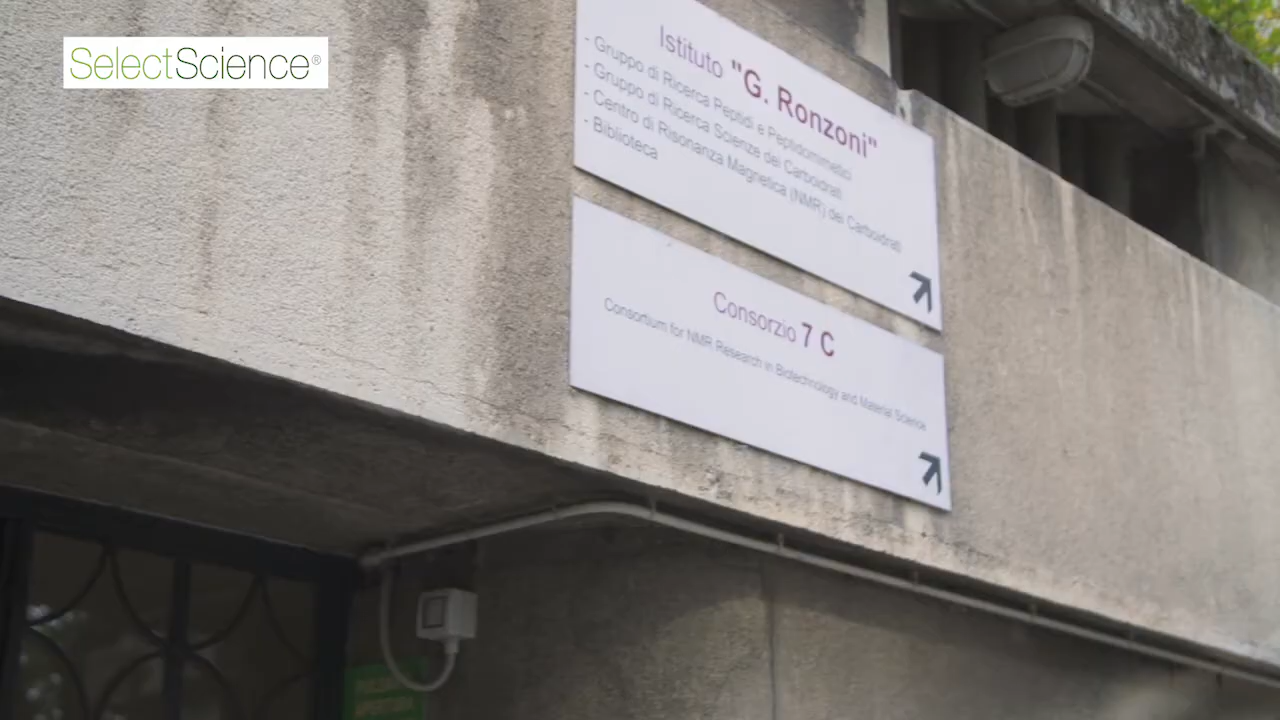 SelectScience®
Istituto "G. Ronzoni"
- Gruppo di Ricerca Peptidi e Peptidomimetici
- Gruppo di Ricerca Scienze dei Carboidrati
- Centro di Risonanza Magnetica (NMR) dei Carboidrati
- Biblioteca
Consorzio 7 C
Consortium for NMR Research in Biotechnology and Material Science